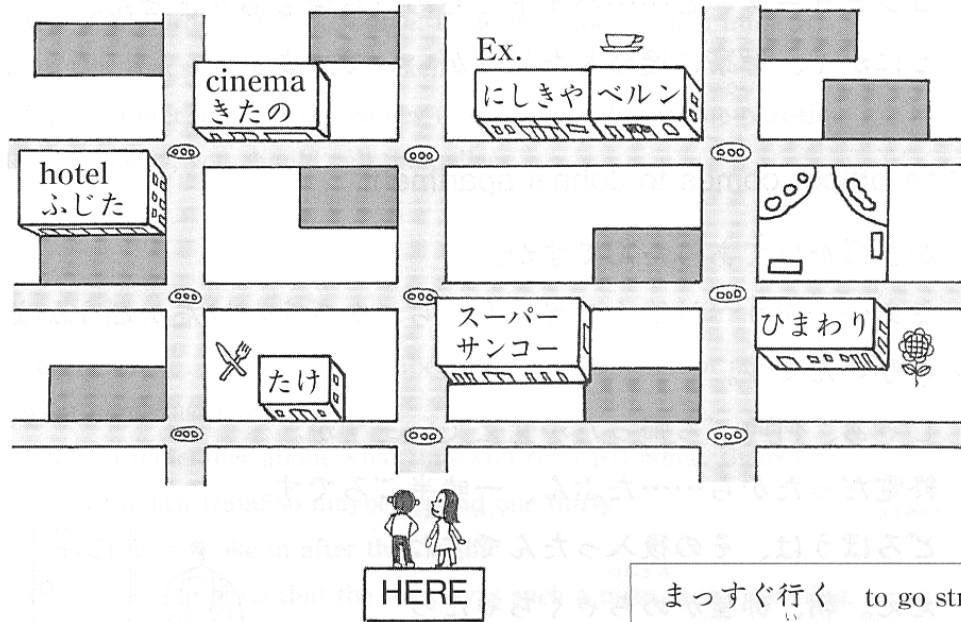 Ex.
cinema
きたの
にしきや
ベルン
hotel
ふじた
スーパー
サンコー
ひまわり
たけ
HERE
まっすぐ行く to go str